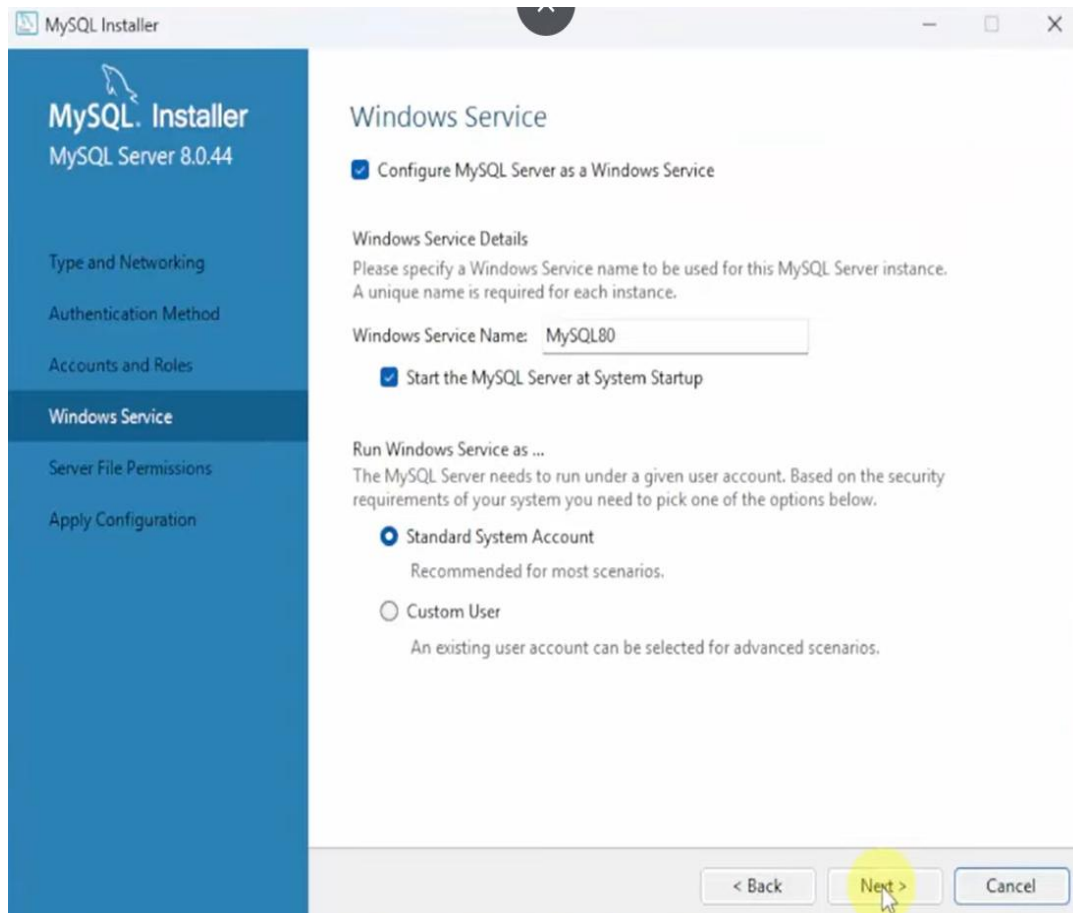 MySQL Installer
MySQL. Installer
MySQL Server 8.0.44
Type and Networking
Authentication Method
Accounts and Roles
Windows Service
Server File Permissions
Apply Configuration
Windows Service
Configure MySQL Server as a Windows Service
Windows Service Details
Please specify a Windows Service name to be used for this MySQL Server instance.
A unique name is required for each instance.
Windows Service Name: MySQL80
Start the MySQL Server at System Startup
Run Windows Service as ...
The MySQL Server needs to run under a given user account. Based on the security
requirements of your system you need to pick one of the options below.
Standard System Account
Recommended for most scenarios.
Custom User
An existing user account can be selected for advanced scenarios.
< Back Next > Cancel